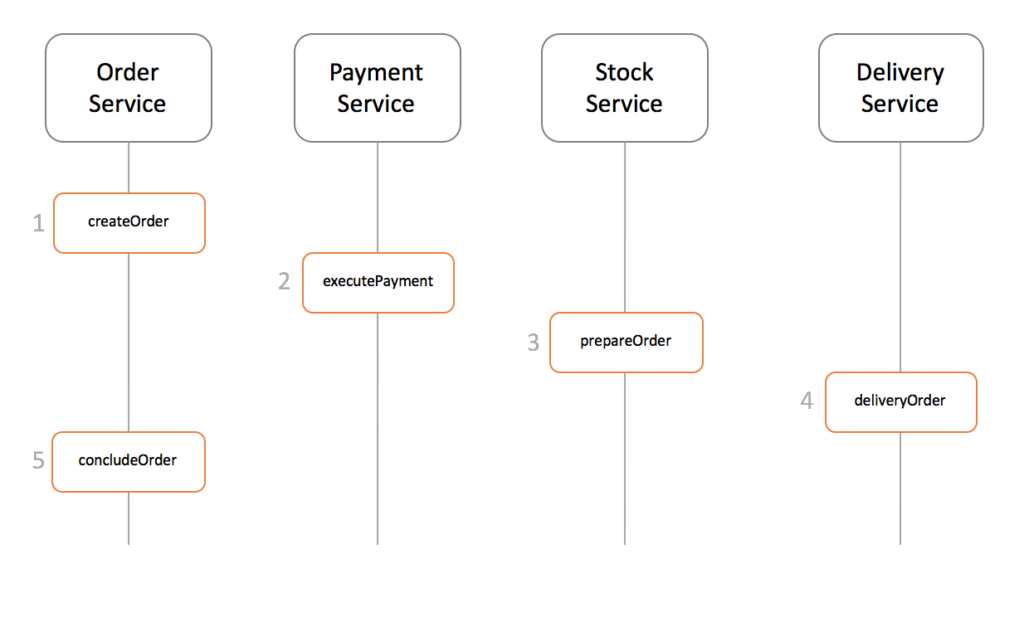 Order
Service
Payment
Service
Stock
Service
Delivery
Service
1
createOrder
2
executePayment
3
prepareOrder
4
deliveryOrder
5
concludeOrder